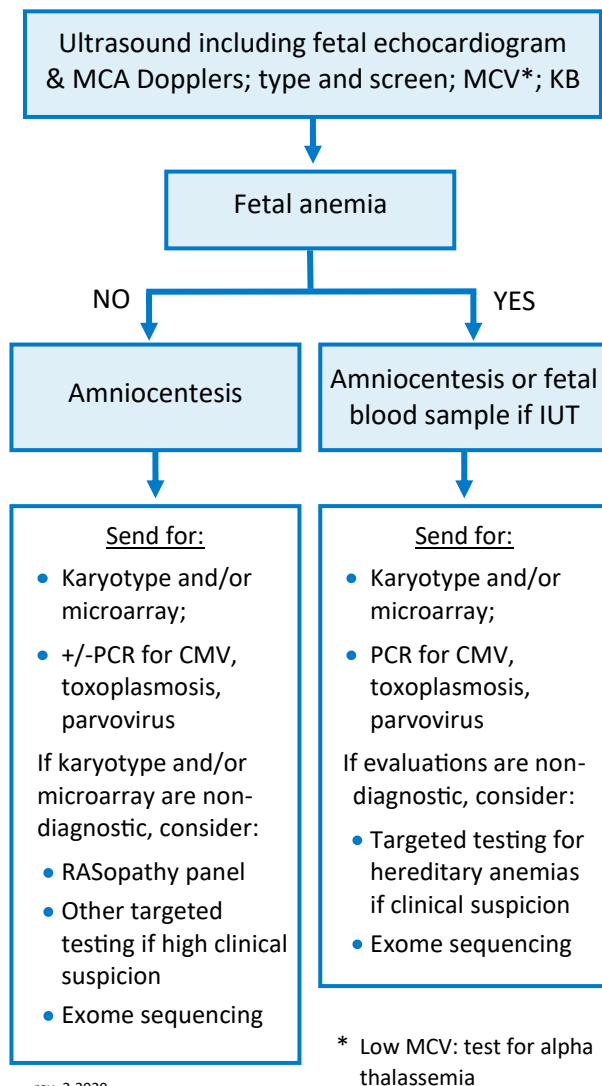 Ultrasound including fetal echocardiogram
& MCA Dopplers; type and screen; MCV*; KB
Fetal anemia
NO
YES
Amniocentesis
Amniocentesis or fetal
blood sample if IUT
Send for:
• Karyotype and/or
microarray;
• +/-PCR for CMV,
toxoplasmosis,
parvovirus
If karyotype and/or
microarray are non-
diagnostic, consider:
• RASopathy panel
• Other targeted
testing if high clinical
suspicion
• Exome sequencing
Send for:
• Karyotype and/or
microarray;
• PCR for CMV,
toxoplasmosis,
parvovirus
If evaluations are non-
diagnostic, consider:
• Targeted testing for
hereditary anemias
if clinical suspicion
• Exome sequencing
* Low MCV: test for alpha
thalassemia